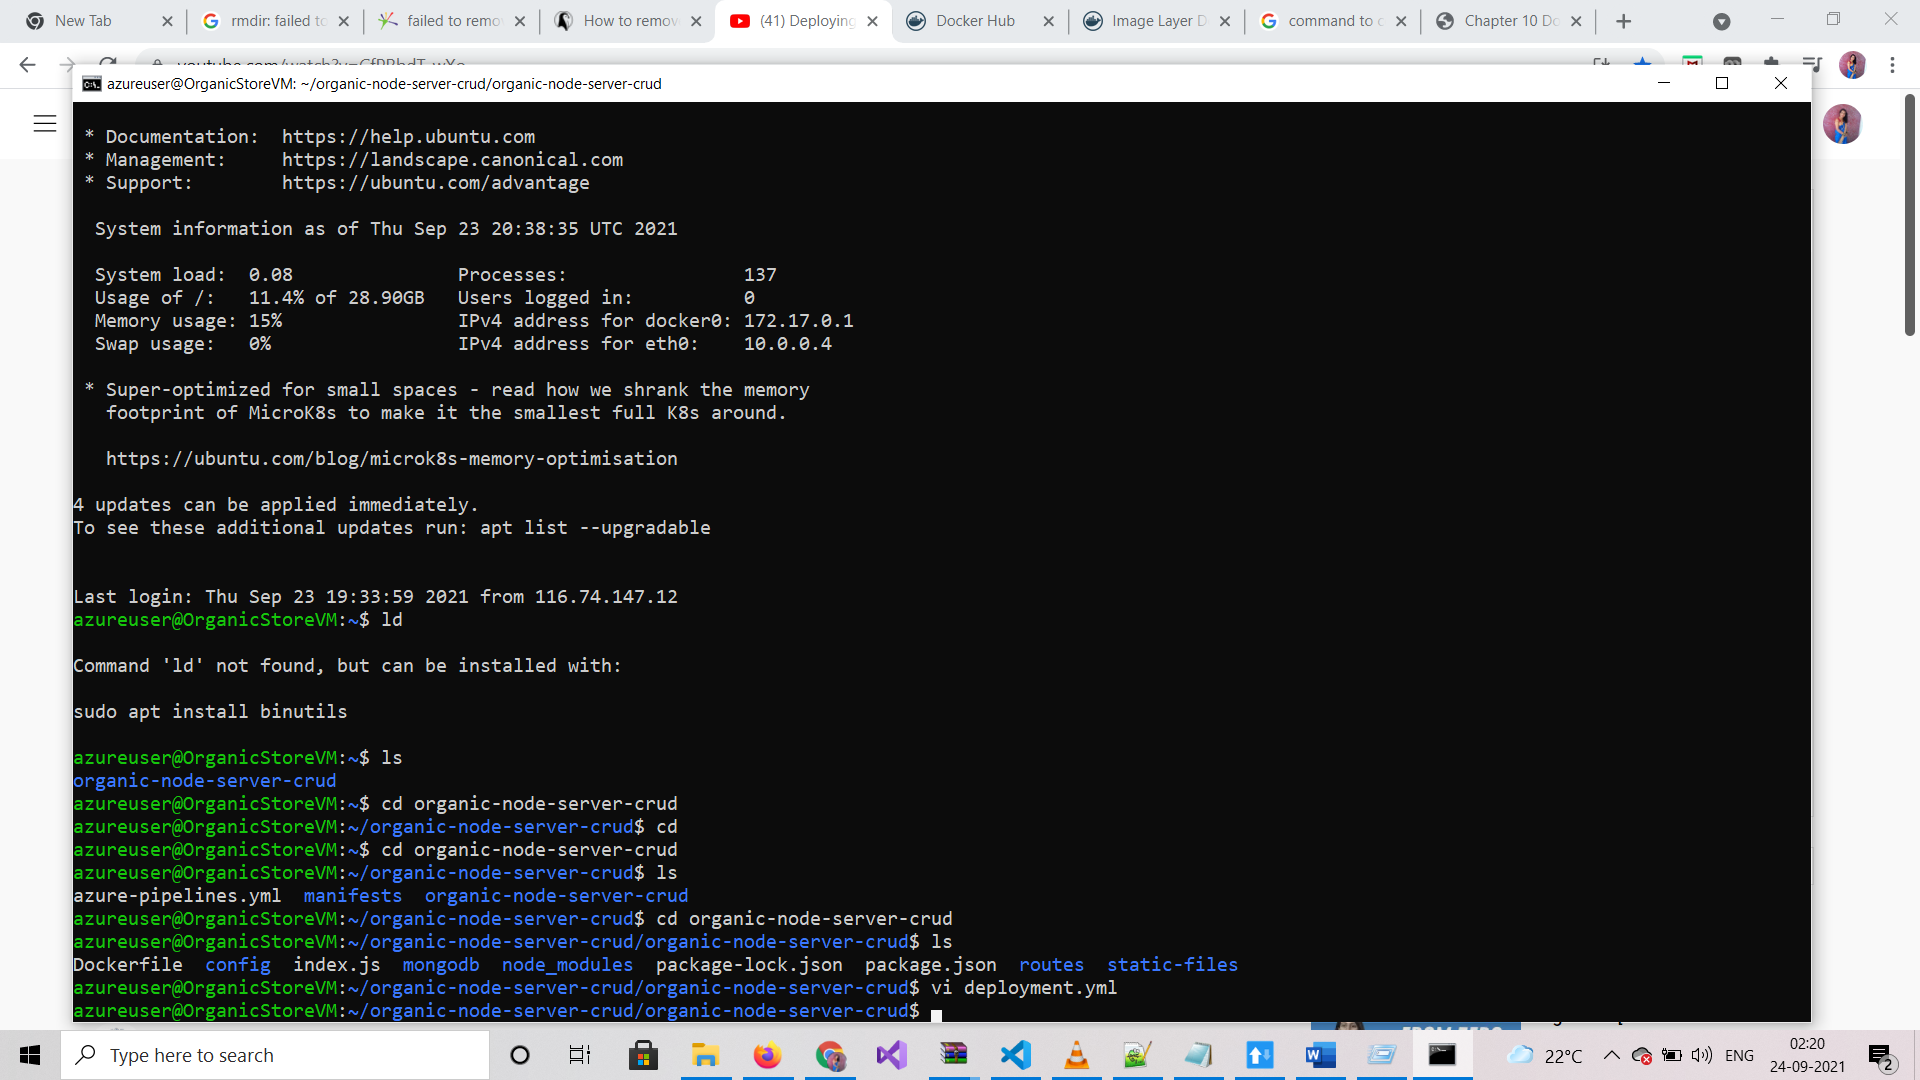 New Tab
rmdir: failed to
failed to remo
How to remov
(41) Deploying
Docker Hub
Image Layer D
command to c
Chapter 10 Do
azureuser@OrganicStoreVM: ~/organic-node-server-crud/organic-node-server-crud
* Documentation:  https://help.ubuntu.com
* Management:     https://landscape.canonical.com
* Support:        https://ubuntu.com/advantage
System information as of Thu Sep 23 20:38:35 UTC 2021
System load:  0.08               Processes:                137
Usage of /:   11.4% of 28.90GB   Users logged in:          0
Memory usage: 15%                IPv4 address for docker0: 172.17.0.1
Swap usage:   0%                 IPv4 address for eth0:    10.0.0.4
* Super-optimized for small spaces - read how we shrank the memory
footprint of MicroK8s to make it the smallest full K8s around.
https://ubuntu.com/blog/microk8s-memory-optimisation
4 updates can be applied immediately.
To see these additional updates run: apt list --upgradable
Last login: Thu Sep 23 19:33:59 2021 from 116.74.147.12
azureuser@OrganicStoreVM:~$ ld
Command 'ld' not found, but can be installed with:
sudo apt install binutils
azureuser@OrganicStoreVM:~$ ls
organic-node-server-crud
azureuser@OrganicStoreVM:~$ cd organic-node-server-crud
azureuser@OrganicStoreVM:~/organic-node-server-crud$ cd
azureuser@OrganicStoreVM:~$ cd organic-node-server-crud
azureuser@OrganicStoreVM:~/organic-node-server-crud$ ls
azure-pipelines.yml  manifests  organic-node-server-crud
azureuser@OrganicStoreVM:~/organic-node-server-crud$ cd organic-node-server-crud
azureuser@OrganicStoreVM:~/organic-node-server-crud/organic-node-server-crud$ ls
Dockerfile  config  index.js  mongodb  node_modules  package-lock.json  package.json  routes  static-files
azureuser@OrganicStoreVM:~/organic-node-server-crud/organic-node-server-crud$ vi deployment.yml
azureuser@OrganicStoreVM:~/organic-node-server-crud/organic-node-server-crud$
Type here to search
22°C
ENG
02:20
24-09-2021
2